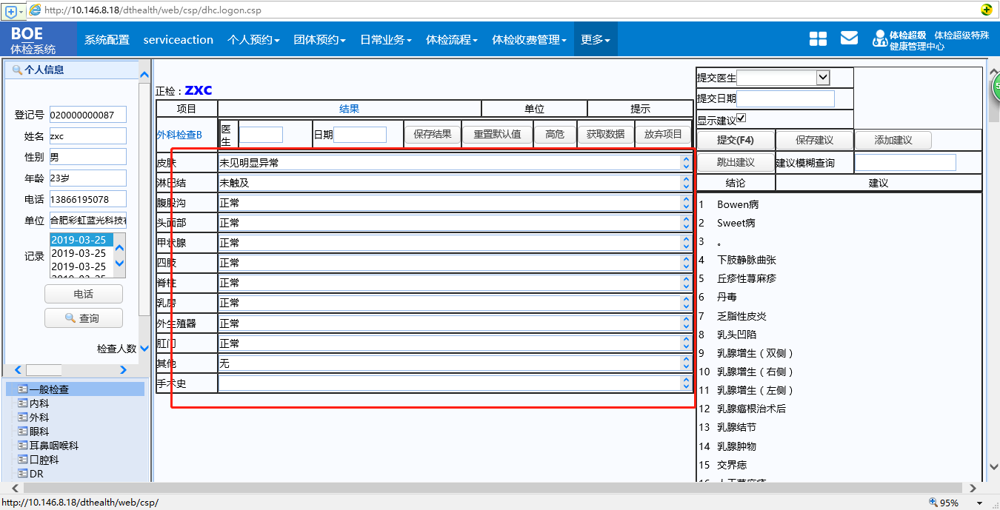 http://10.146.8.18/dthealth/web/csp/dhc.logon.csp
BOE
体检系统
系统配置 serviceaction 个人预约 团体预约 日常业务 体检流程 体检收费管理 更多
体检超级 体检超级特殊
健康管理中心
个人信息
登记号 020000000087
姓名 zxc
性别 男
年龄 23岁
电话 13866195078
单位 合肥彩虹蓝光科技
记录 2019-03-25
2019-03-25
2019-03-25
2019-03-25
电话
查询
检查人数
一般检查
内科
外科
眼科
耳鼻咽喉科
口腔科
DR
正检：ZXC
项目 结果 单位 提示
外科检查B 医生 日期 保存结果 重置默认值 高危 获取数据 放弃项目
皮肤 未见明显异常
淋巴结 未触及
腹股沟 正常
头面部 正常
甲状腺 正常
四肢 正常
脊柱 正常
乳房 正常
外生殖器 正常
肛门 正常
其他 无
手术史
提交医生
提交日期
显示建议
提交(F4) 保存建议 添加建议
跳出建议 建议模糊查询
结论 建议
1 Bowen病
2 Sweet病
3 。
4 下肢静脉曲张
5 丘疹性荨麻疹
6 丹毒
7 乏脂性皮炎
8 乳头凹陷
9 乳腺增生（双侧）
10 乳腺增生（右侧）
11 乳腺增生（左侧）
12 乳腺癌根治术后
13 乳腺结节
14 乳腺肿物
15 交界痣
http://10.146.8.18/dthealth/web/csp/
95%